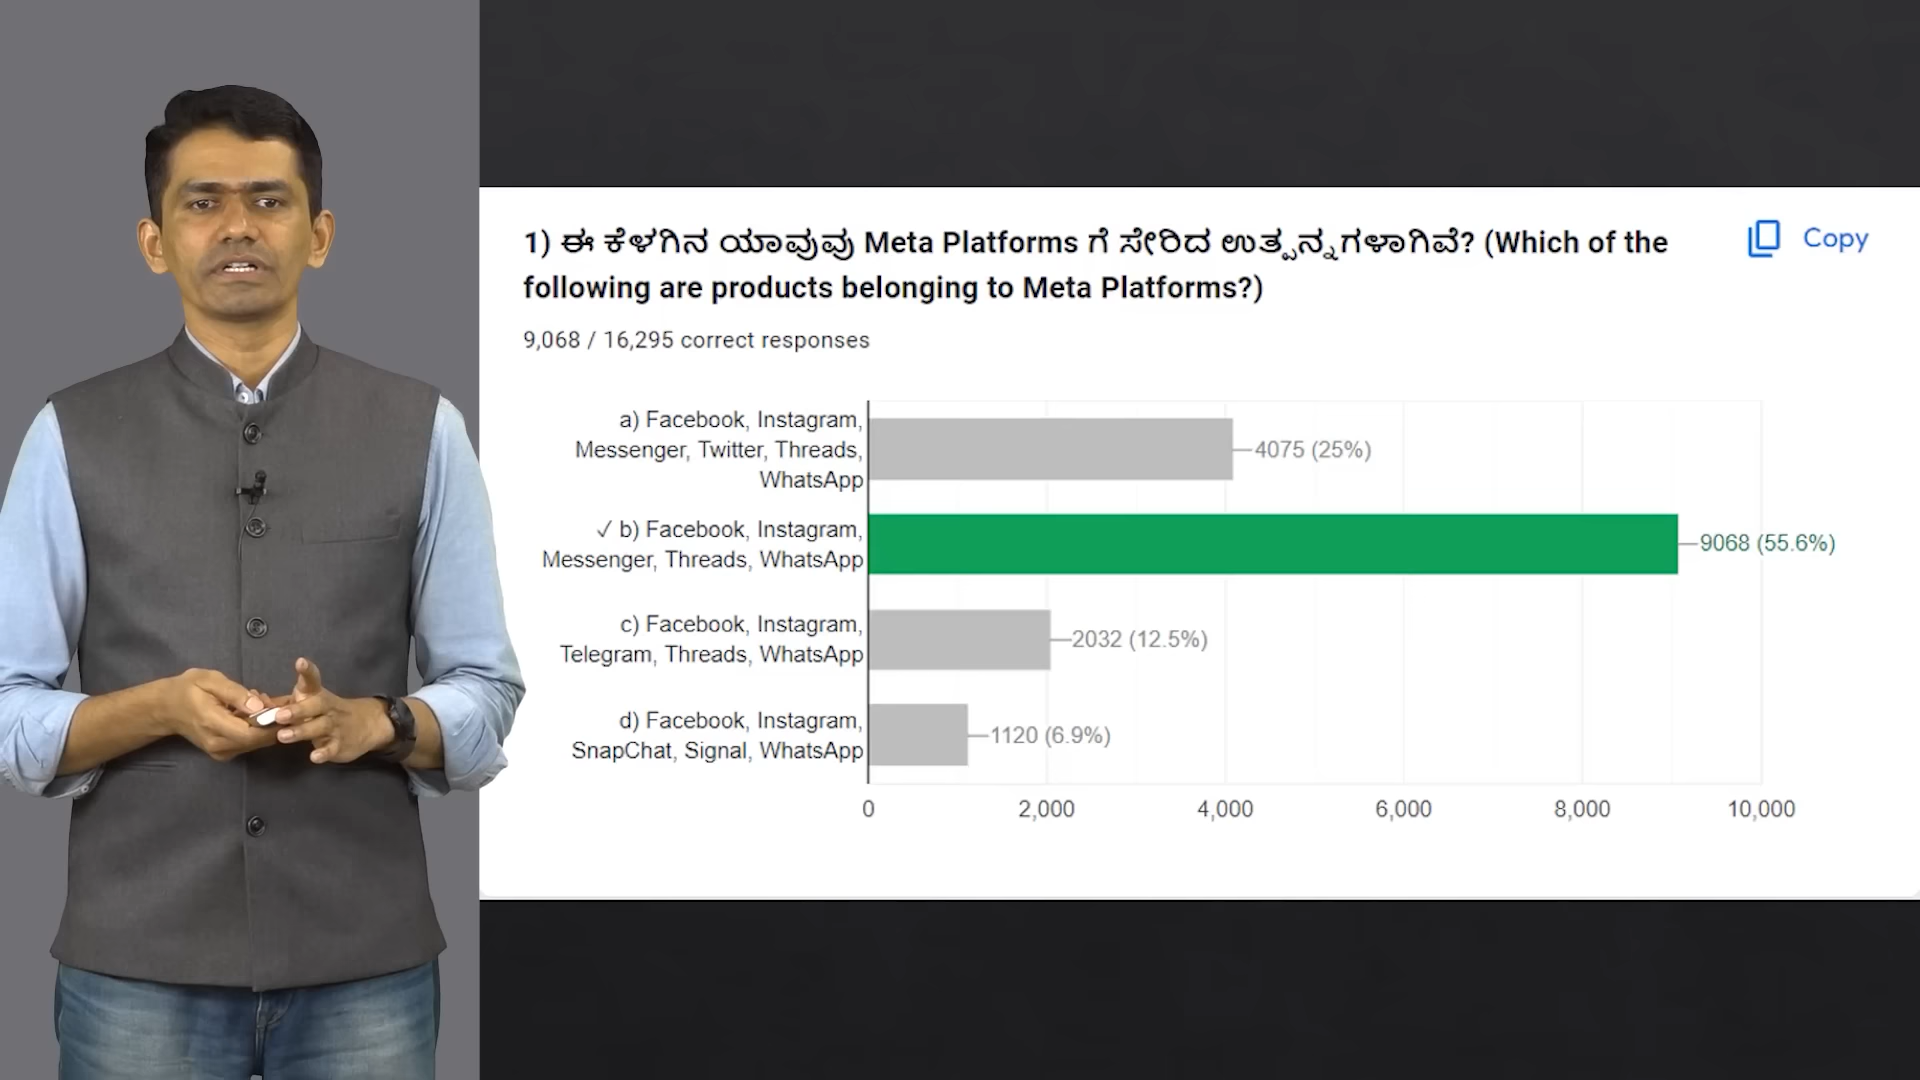 1) ಈ ಕೆಳಗಿನ ಯಾವುವು Meta Platforms ಗೆ ಸೇರಿದ ಉತ್ಪನ್ನಗಳಾಗಿವೆ? (Which of the
following are products belonging to Meta Platforms?)
Copy
9,068 / 16,295 correct responses
a) Facebook, Instagram,
Messenger, Twitter, Threads,
WhatsApp
4075 (25%)
✓ b) Facebook, Instagram,
Messenger, Threads, WhatsApp
9068 (55.6%)
c) Facebook, Instagram,
Telegram, Threads, WhatsApp
2032 (12.5%)
d) Facebook, Instagram,
SnapChat, Signal, WhatsApp
1120 (6.9%)
0 2,000 4,000 6,000 8,000 10,000